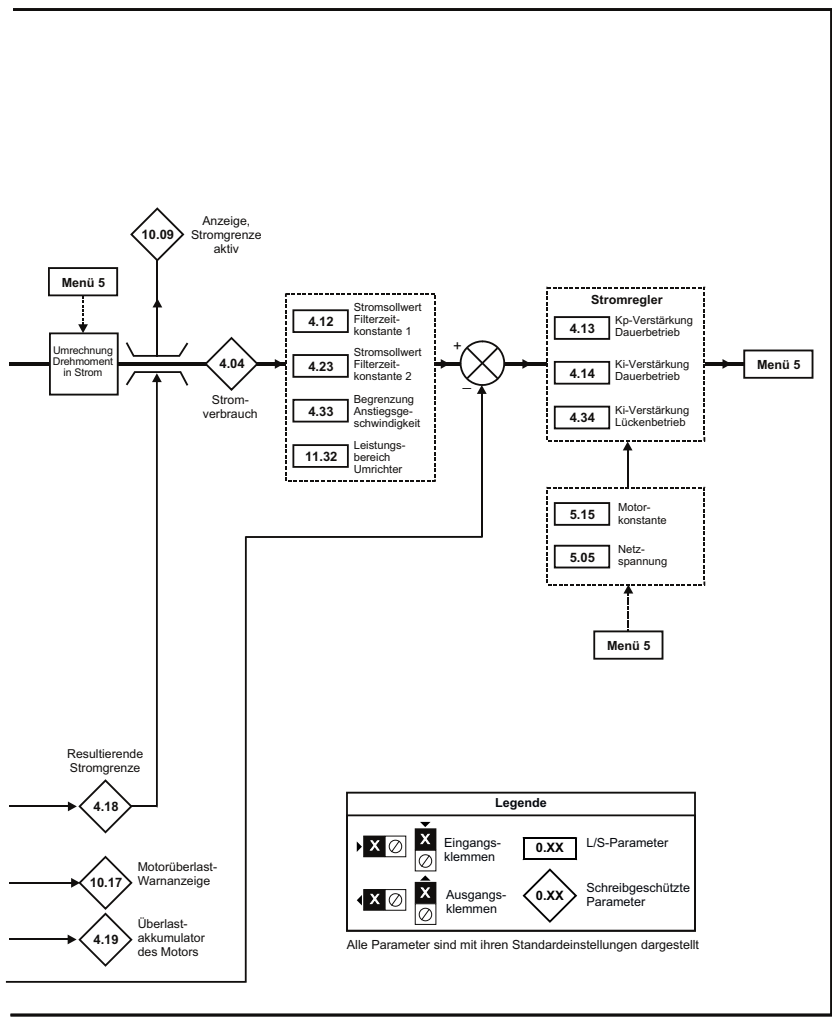 10.09
Anzeige,
Stromgrenze
aktiv
Menü 5
Umrechnung
Drehmoment
in Strom
4.04
Strom-
verbrauch
4.12
Stromsollwert
Filterzeit-
konstante 1
4.23
Stromsollwert
Filterzeit-
konstante 2
4.33
Begrenzung
Anstiegsge-
schwindigkeit
11.32
Leistungs-
bereich
Umrichter
+
–
Stromregler
4.13
Kp-Verstärkung
Dauerbetrieb
4.14
Ki-Verstärkung
Dauerbetrieb
4.34
Ki-Verstärkung
Lückenbetrieb
Menü 5
5.15
Motor-
konstante
5.05
Netz-
spannung
Menü 5
Resultierende
Stromgrenze
4.18
10.17
Motorüberlast-
Warnanzeige
4.19
Überlast-
akkumulator
des Motors
Legende
X
X
Eingangs-
klemmen
0.XX
L/S-Parameter
X
X
Ausgangs-
klemmen
0.XX
Schreibgeschützte
Parameter
Alle Parameter sind mit ihren Standardeinstellungen dargestellt